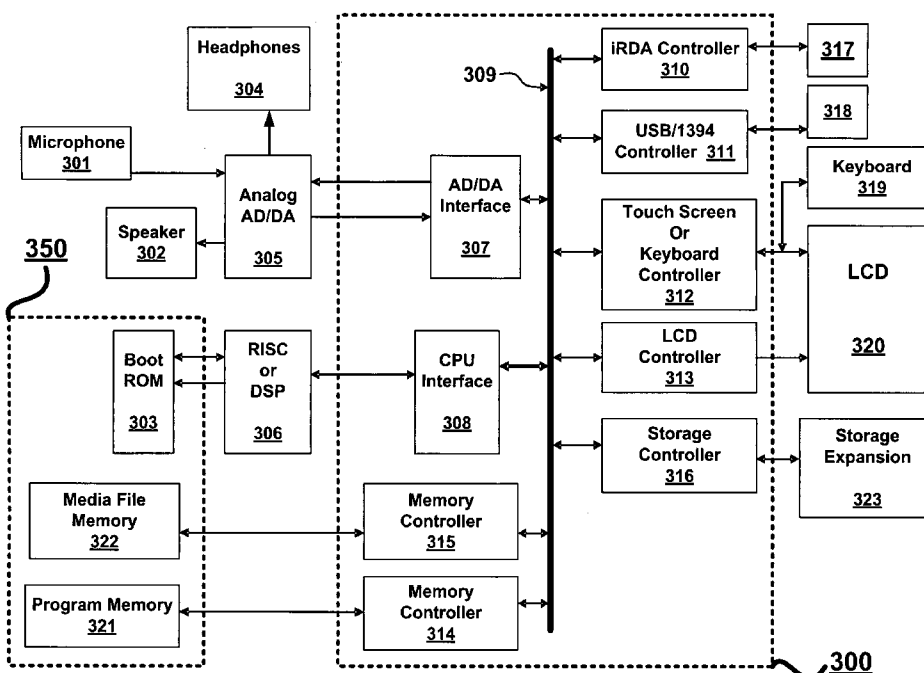 Headphones
304
Microphone
301
Speaker
302
Analog
AD/DA
305
AD/DA
Interface
307
309
iRDA Controller
310
317
USB/1394
Controller 311
318
Keyboard
319
Touch Screen
Or
Keyboard
Controller
312
LCD
320
LCD
Controller
313
350
Boot
ROM
303
RISC
or
DSP
306
CPU
Interface
308
Storage
Controller
316
Storage
Expansion
323
Media File
Memory
322
Memory
Controller
315
Program Memory
321
Memory
Controller
314
300